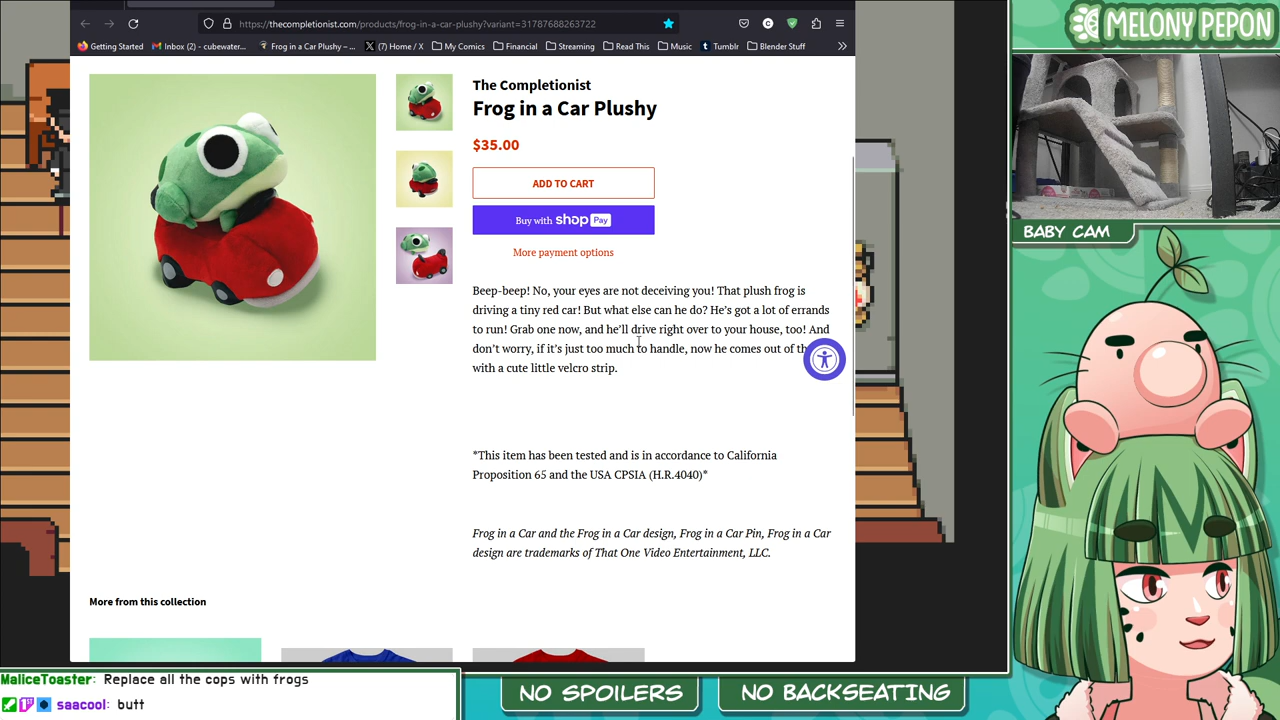 https://thecompletionist.com/products/frog-in-a-car-plushy?variant=31787688263722
Getting Started
Inbox (2) - cubewater...
Frog in a Car Plushy – ...
(7) Home / X
My Comics
Financial
Streaming
Read This
Music
Tumblr
Blender Stuff
MELONY PEPON
The Completionist
Frog in a Car Plushy
$35.00
ADD TO CART
Buy with shop Pay
More payment options
Beep-beep! No, your eyes are not deceiving you! That plush frog is
driving a tiny red car! But what else can he do? He’s got a lot of errands
to run! Grab one now, and he’ll drive right over to your house, too! And
don’t worry, if it’s just too much to handle, now he comes out of
with a cute little velcro strip.
*This item has been tested and is in accordance to California
Proposition 65 and the USA CPSIA (H.R.4040)*
Frog in a Car and the Frog in a Car design, Frog in a Car Pin, Frog in a Car
design are trademarks of That One Video Entertainment, LLC.
More from this collection
BABY CAM
MaliceToaster: Replace all the cops with frogs
saacool: butt
NO SPOILERS
NO BACKSEATING